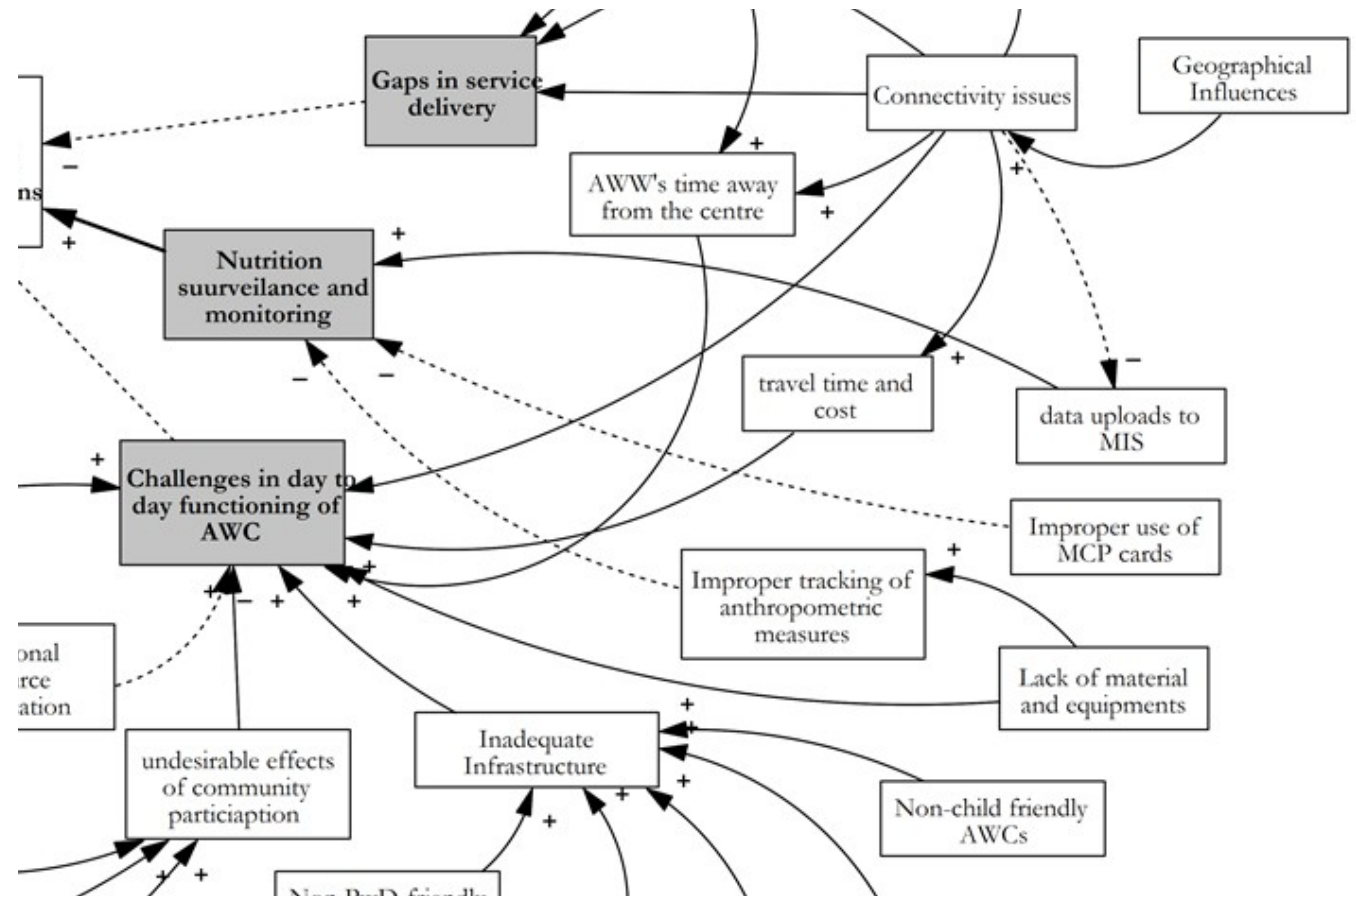 Gaps in service
delivery
Connectivity issues
Geographical
Influences
+
–
ns
AWW's time away
from the centre
+
+
+
+
Nutrition
suurveilance and
monitoring
–
–
travel time and
cost
+
–
data uploads to
MIS
+
Challenges in day to
day functioning of
AWC
Improper use of
MCP cards
Improper tracking of
anthropometric
measures
+
+
+
–
+
+
onal
rce
ation
Lack of material
and equipments
undesirable effects
of community
particiaption
Inadequate
Infrastructure
+
+
+
+
+
Non-child friendly
AWCs
+
+
Non-PwD friendly